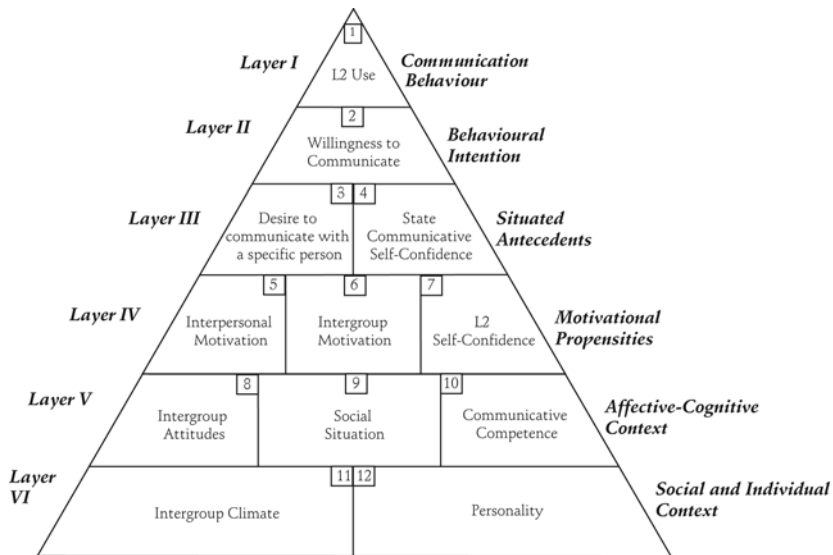 1
Layer I
L2 Use
Communication
Behaviour
2
Layer II
Willingness to
Communicate
Behavioural
Intention
3
4
Layer III
Desire to
communicate with
a specific person
State
Communicative
Self-Confidence
Situated
Antecedents
5
6
7
Layer IV
Interpersonal
Motivation
Intergroup
Motivation
L2
Self-Confidence
Motivational
Propensities
8
9
10
Layer V
Intergroup
Attitudes
Social
Situation
Communicative
Competence
Affective-Cognitive
Context
11
12
Layer
VI
Intergroup Climate
Personality
Social and Individual
Context